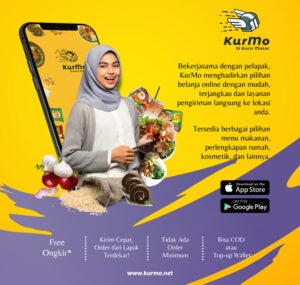 KurMo
Si Kurir Motor
KurMo
Bekerjasama dengan pelapak,
KurMo menghadirkan pilihan
belanja online dengan mudah,
terjangkau dan layanan
pengiriman langsung ke lokasi
anda.
Tersedia berbagai pilihan
menu makanan,
perlengkapan rumah,
kosmetik, dan lainnya.
Download on the
App Store
GET IT ON
Google Play
Free
Ongkir*
Kirim Cepat,
Order dari Lapak
Terdekat!
Tidak Ada
Order
Minimum
Bisa COD
atau
Top-up Wallet
www.kurmo.net